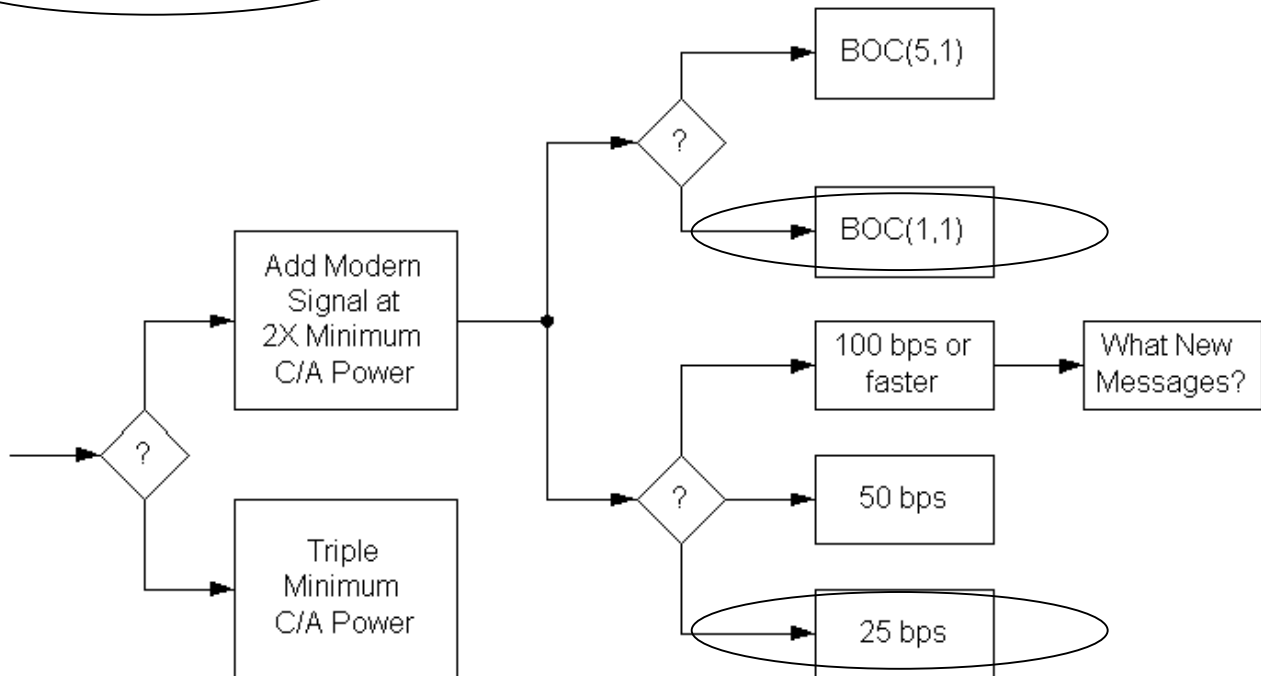 BOC(5,1)
?
BOC(1,1)
Add Modern
Signal at
2X Minimum
C/A Power
100 bps or
faster
What New
Messages?
?
?
50 bps
Triple
Minimum
C/A Power
25 bps